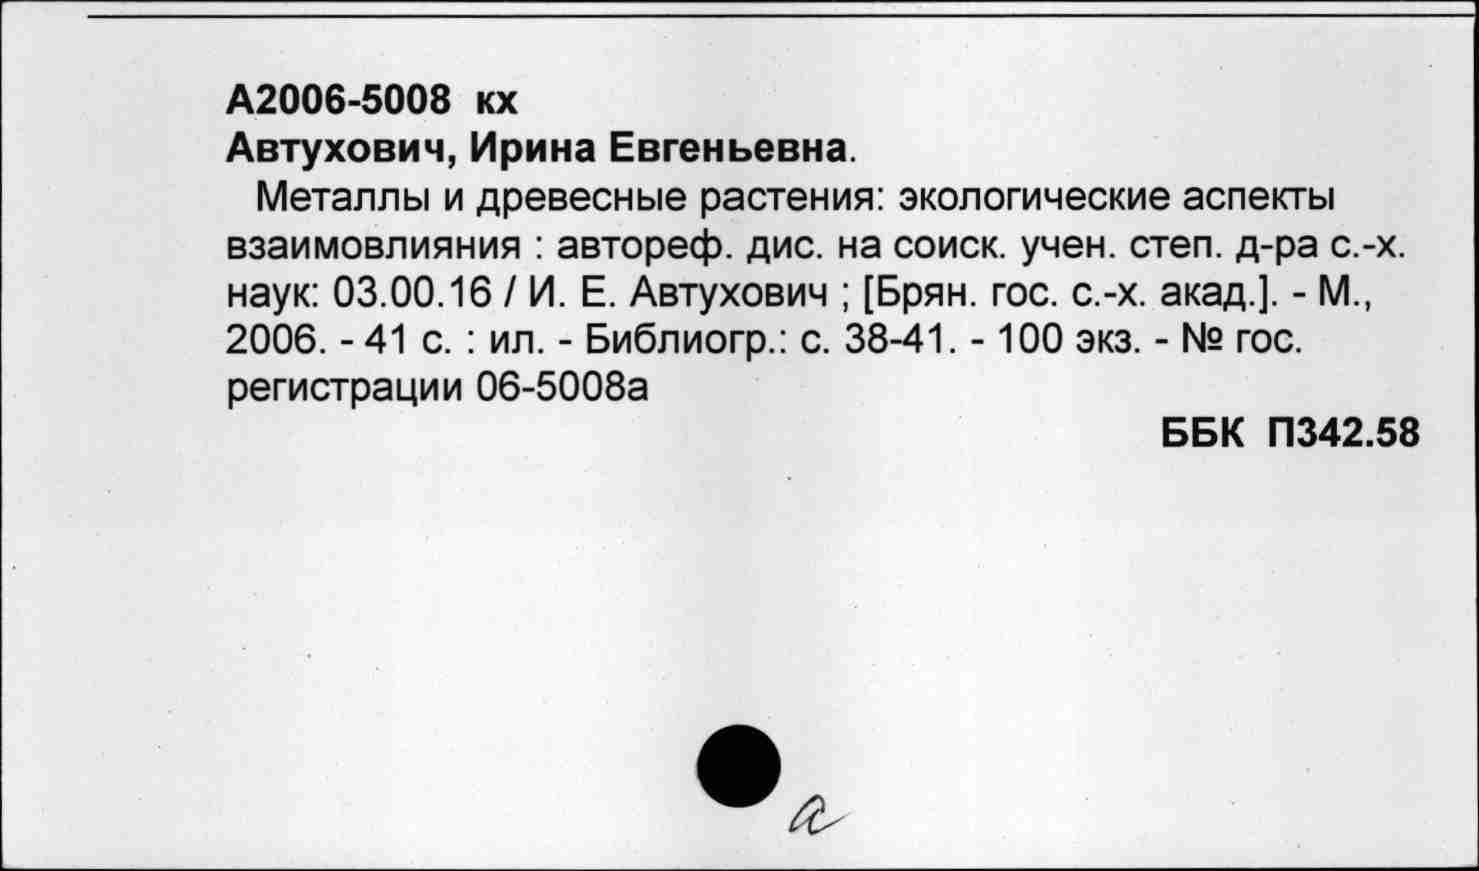 А2006-5008 кх
Автухович, Ирина Евгеньевна.
Металлы и древесные растения: экологические аспекты
взаимовлияния : автореф. дис. на соиск. учен. степ. д-ра с.-х.
наук: 03.00.16 / И. Е. Автухович ; [Брян. гос. с.-х. акад.]. - М.,
2006. - 41 с. : ил. - Библиогр.: с. 38-41. - 100 экз. - № гос.
регистрации 06-5008а
ББК П342.58
а